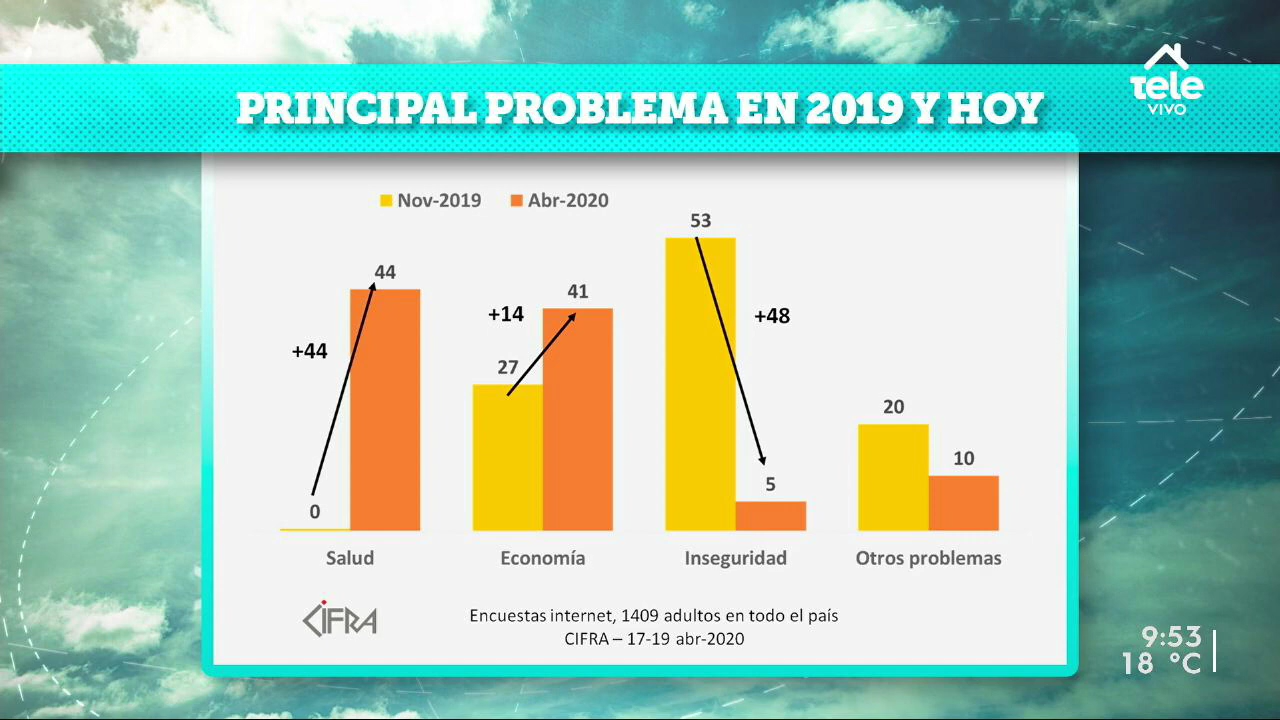 PRINCIPAL PROBLEMA EN 2019 Y HOY
tele
VIVO
Nov-2019 Abr-2020
53
44
41
+14
+48
+44
27
20
10
5
0
Salud Economía Inseguridad Otros problemas
CIFRA
Encuestas internet, 1409 adultos en todo el país
CIFRA – 17-19 abr-2020
9:53
18 °C